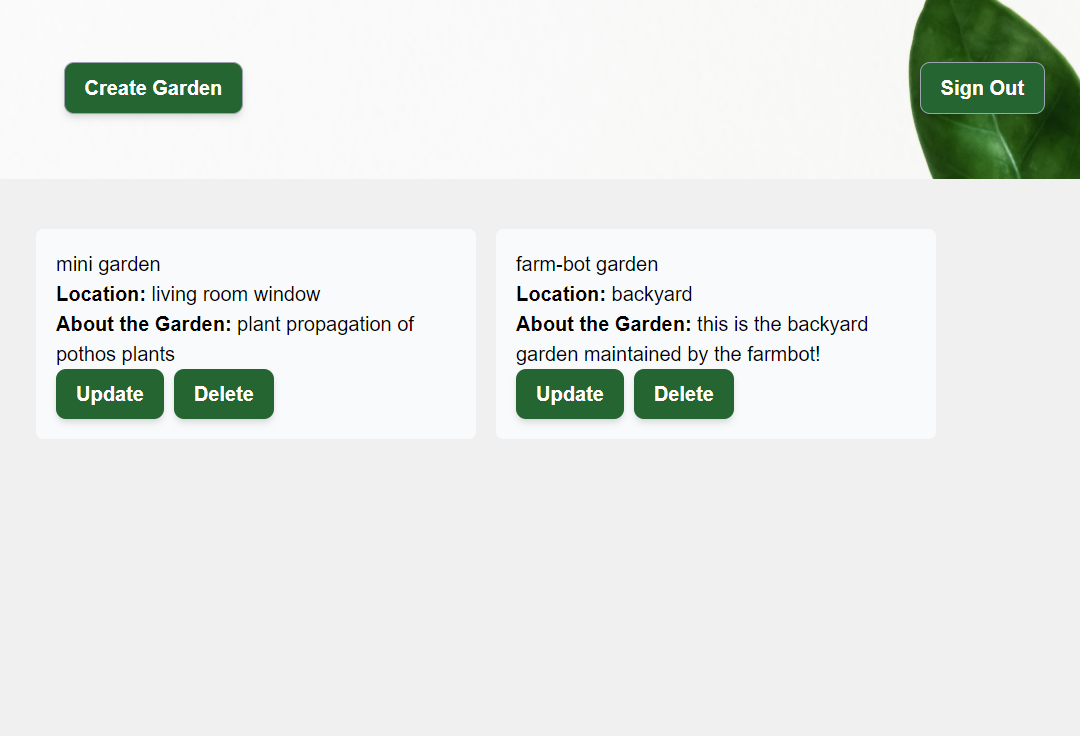 Create Garden
Sign Out
mini garden
Location: living room window
About the Garden: plant propagation of
pothos plants
Update
Delete
farm-bot garden
Location: backyard
About the Garden: this is the backyard
garden maintained by the farmbot!
Update
Delete